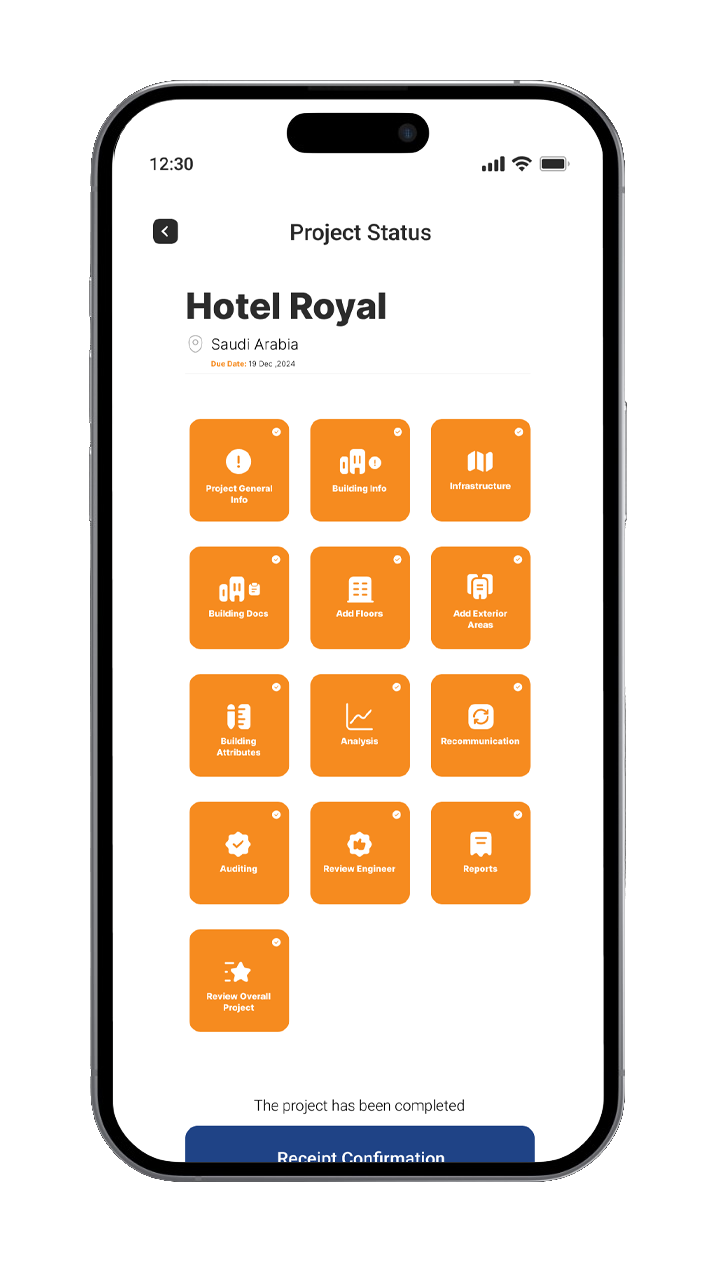 12:30
Project Status
Hotel Royal
Saudi Arabia
Due Date: 19 Dec ,2024
Project General
Info
Building Info
Infrastructure
Building Docs
Add Floors
Add Exterior
Areas
Building
Attributes
Analysis
Recommunication
Auditing
Review Engineer
Reports
Review Overall
Project
The project has been completed
Receipt Confirmation